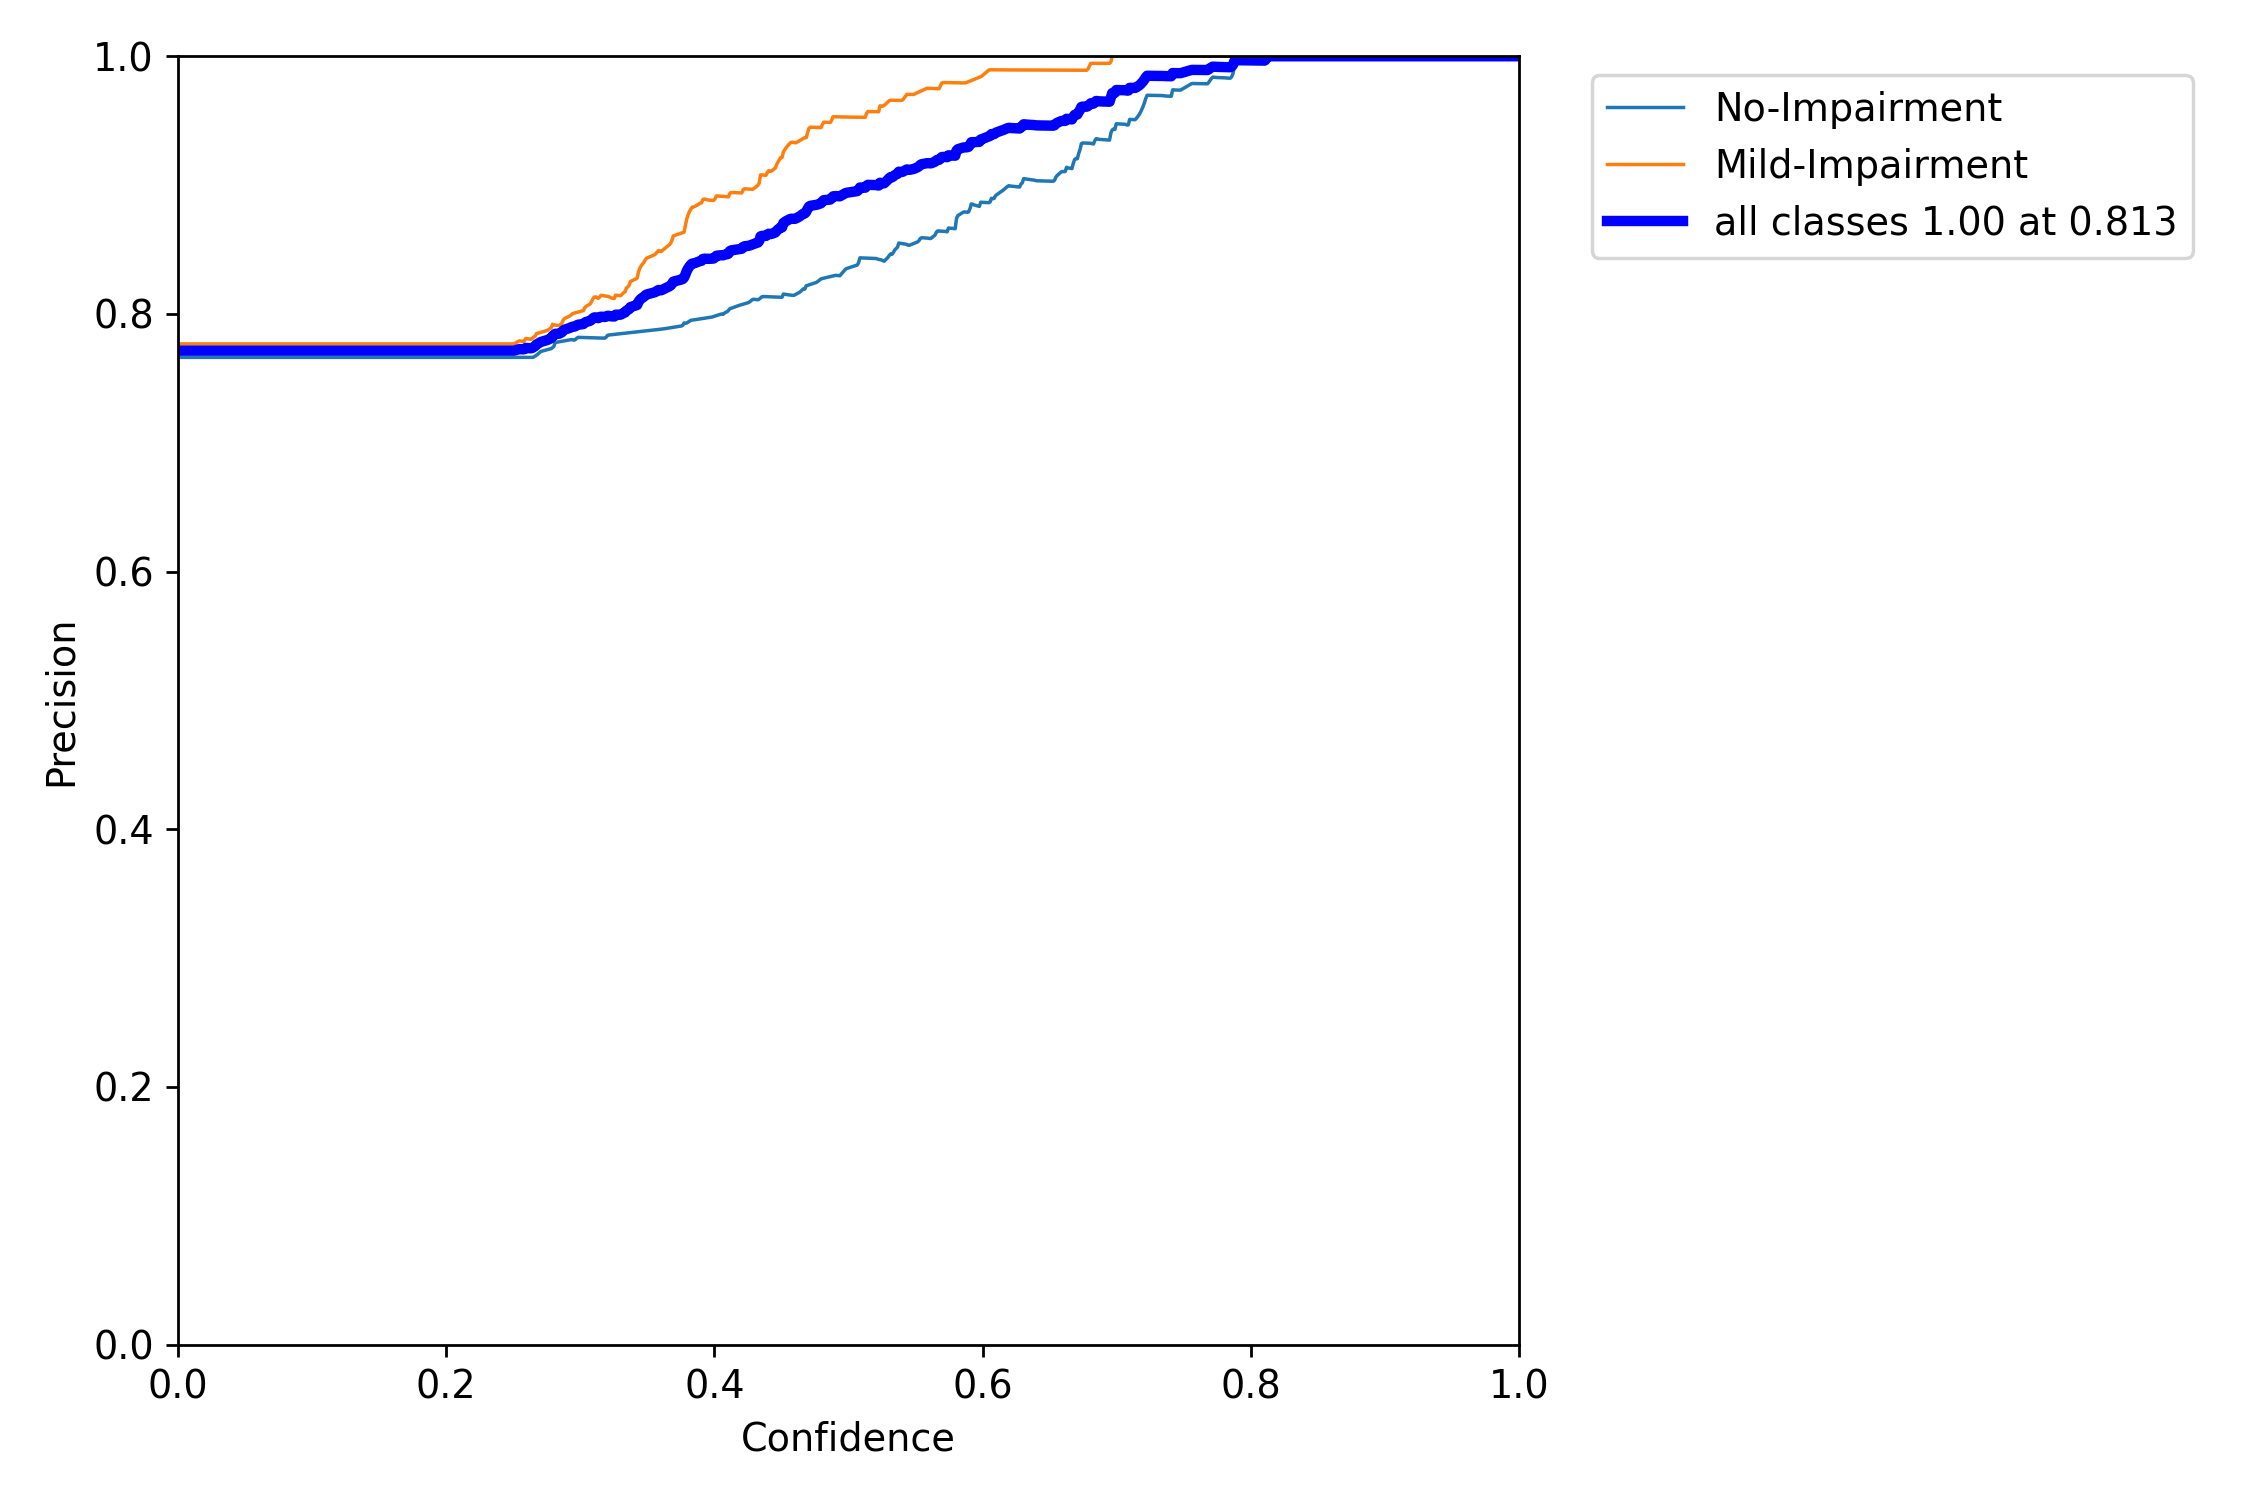 1.0
0.8
0.6
0.4
0.2
0.0
Precision
0.0 0.2 0.4 0.6 0.8 1.0
Confidence
No-Impairment
Mild-Impairment
all classes 1.00 at 0.813